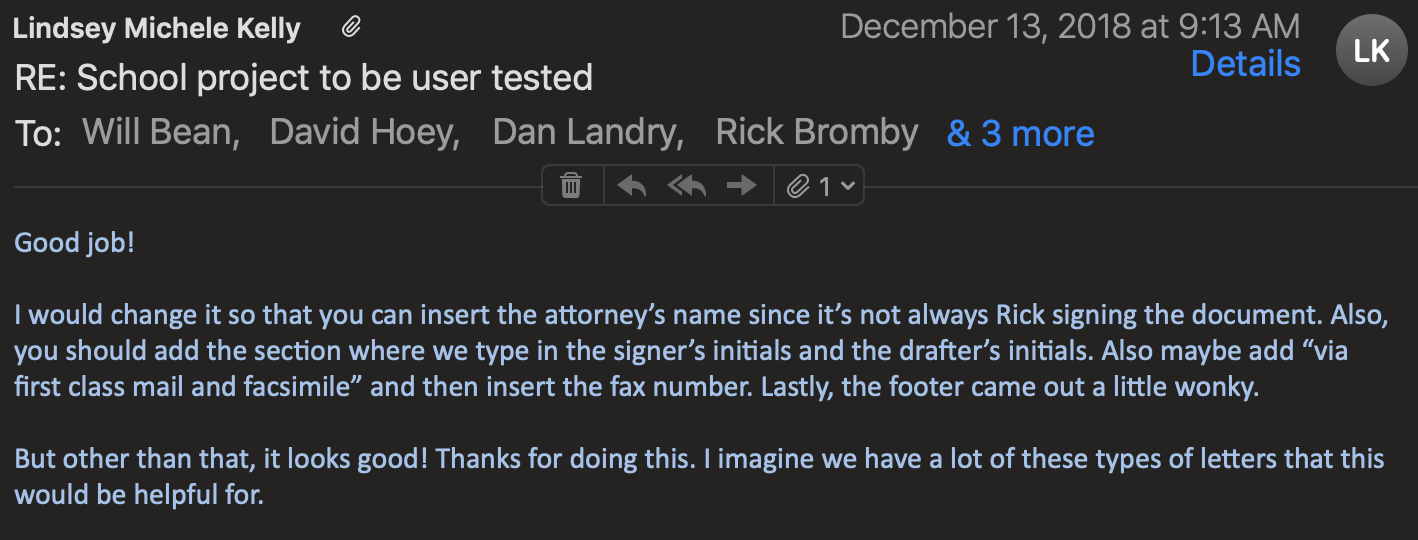 Lindsey Michele Kelly
December 13, 2018 at 9:13 AM
LK
RE: School project to be user tested
Details
To: Will Bean, David Hoey, Dan Landry, Rick Bromby & 3 more
1
Good job!
I would change it so that you can insert the attorney’s name since it’s not always Rick signing the document. Also,
you should add the section where we type in the signer’s initials and the drafter’s initials. Also maybe add “via
first class mail and facsimile” and then insert the fax number. Lastly, the footer came out a little wonky.
But other than that, it looks good! Thanks for doing this. I imagine we have a lot of these types of letters that this
would be helpful for.